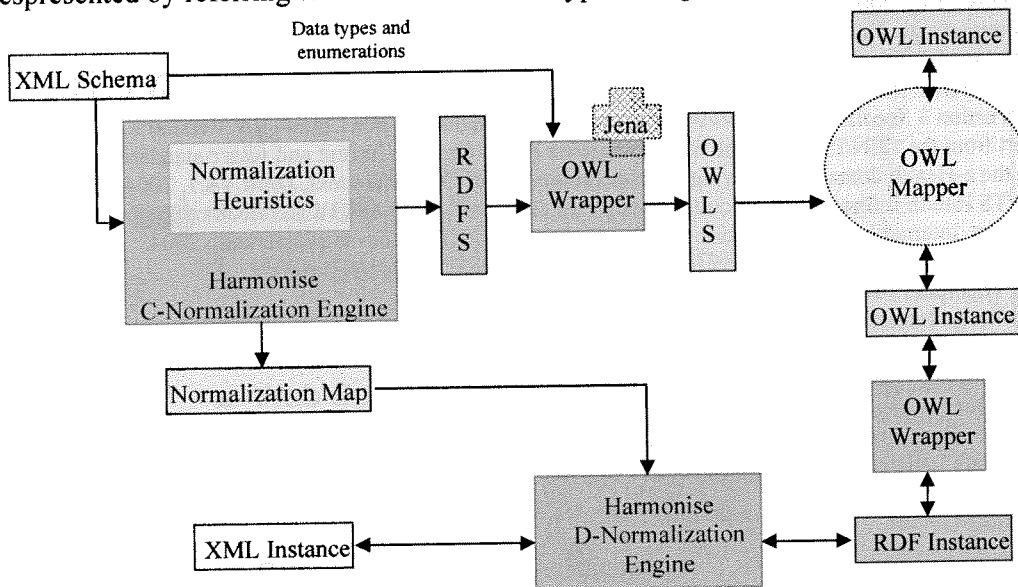 Data types and
enumerations
OWL Instance
XML Schema
Jena
Normalization
Heuristics
R
D
F
S
OWL
Wrapper
O
W
L
S
OWL
Mapper
Harmonise
C-Normalization Engine
OWL Instance
Normalization Map
OWL
Wrapper
Harmonise
D-Normalization
Engine
XML Instance
RDF Instance